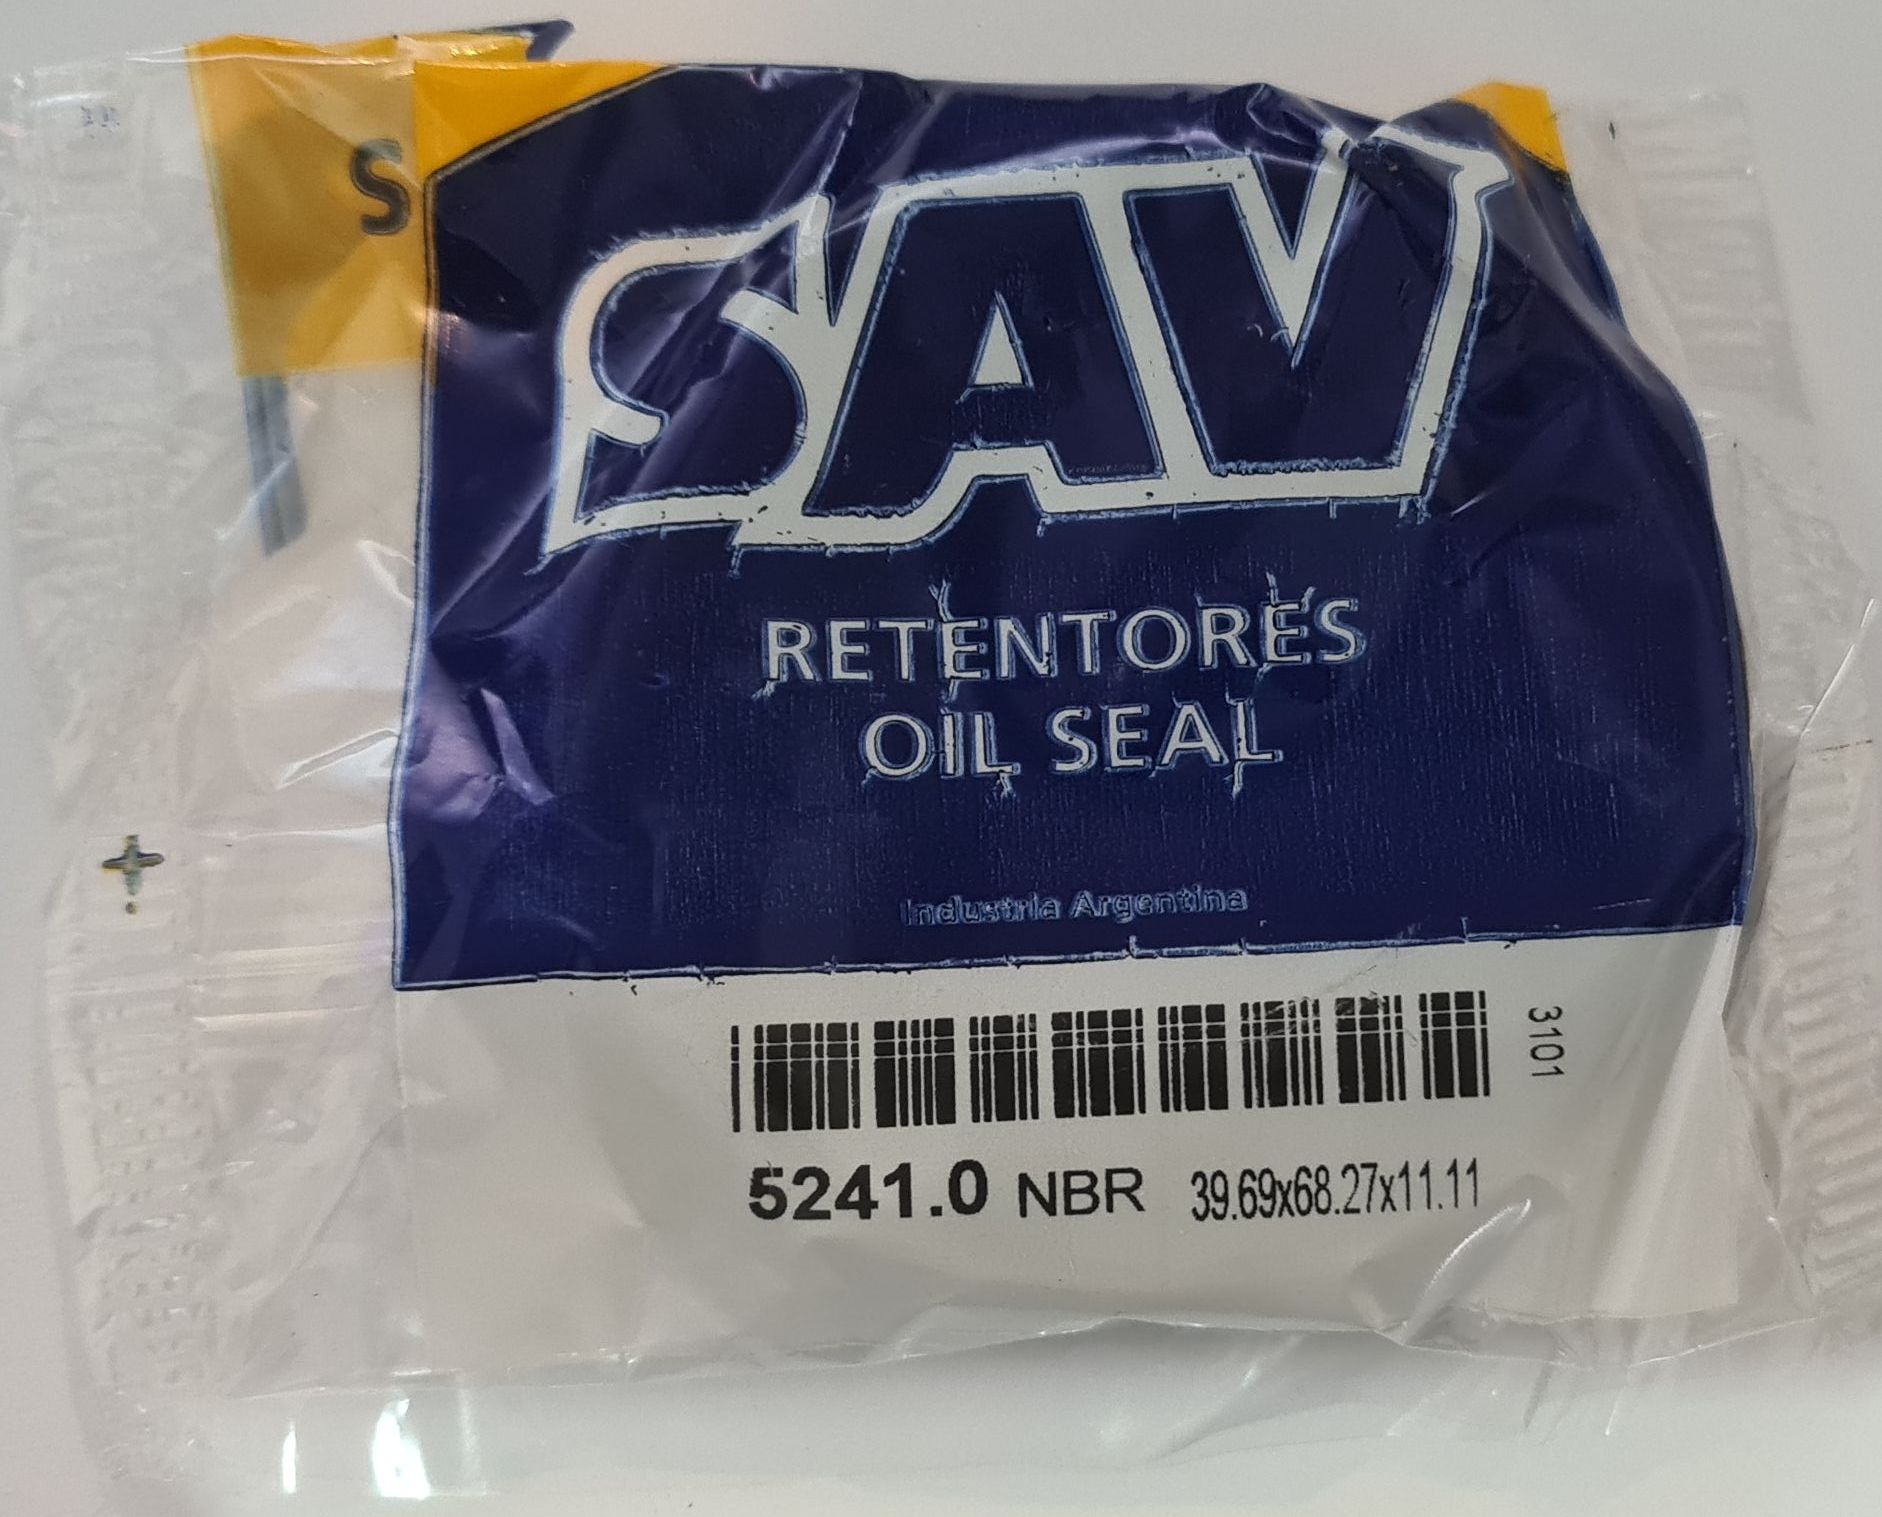 S
SAV
RETENTORES
OIL SEAL
Industria Argentina
3101
5241.0 NBR 39.69x68.27x11.11